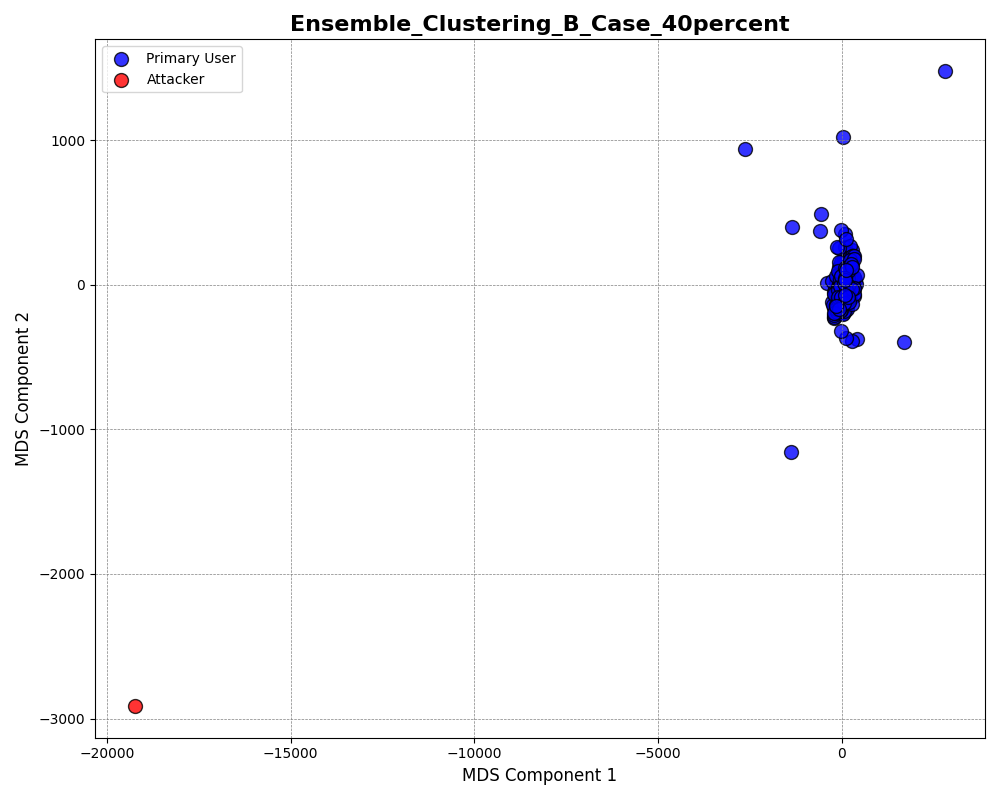 Ensemble_Clustering_B_Case_40percent
Primary User
Attacker
1000
0
−1000
−2000
−3000
MDS Component 2
−20000
−15000
−10000
−5000
0
MDS Component 1